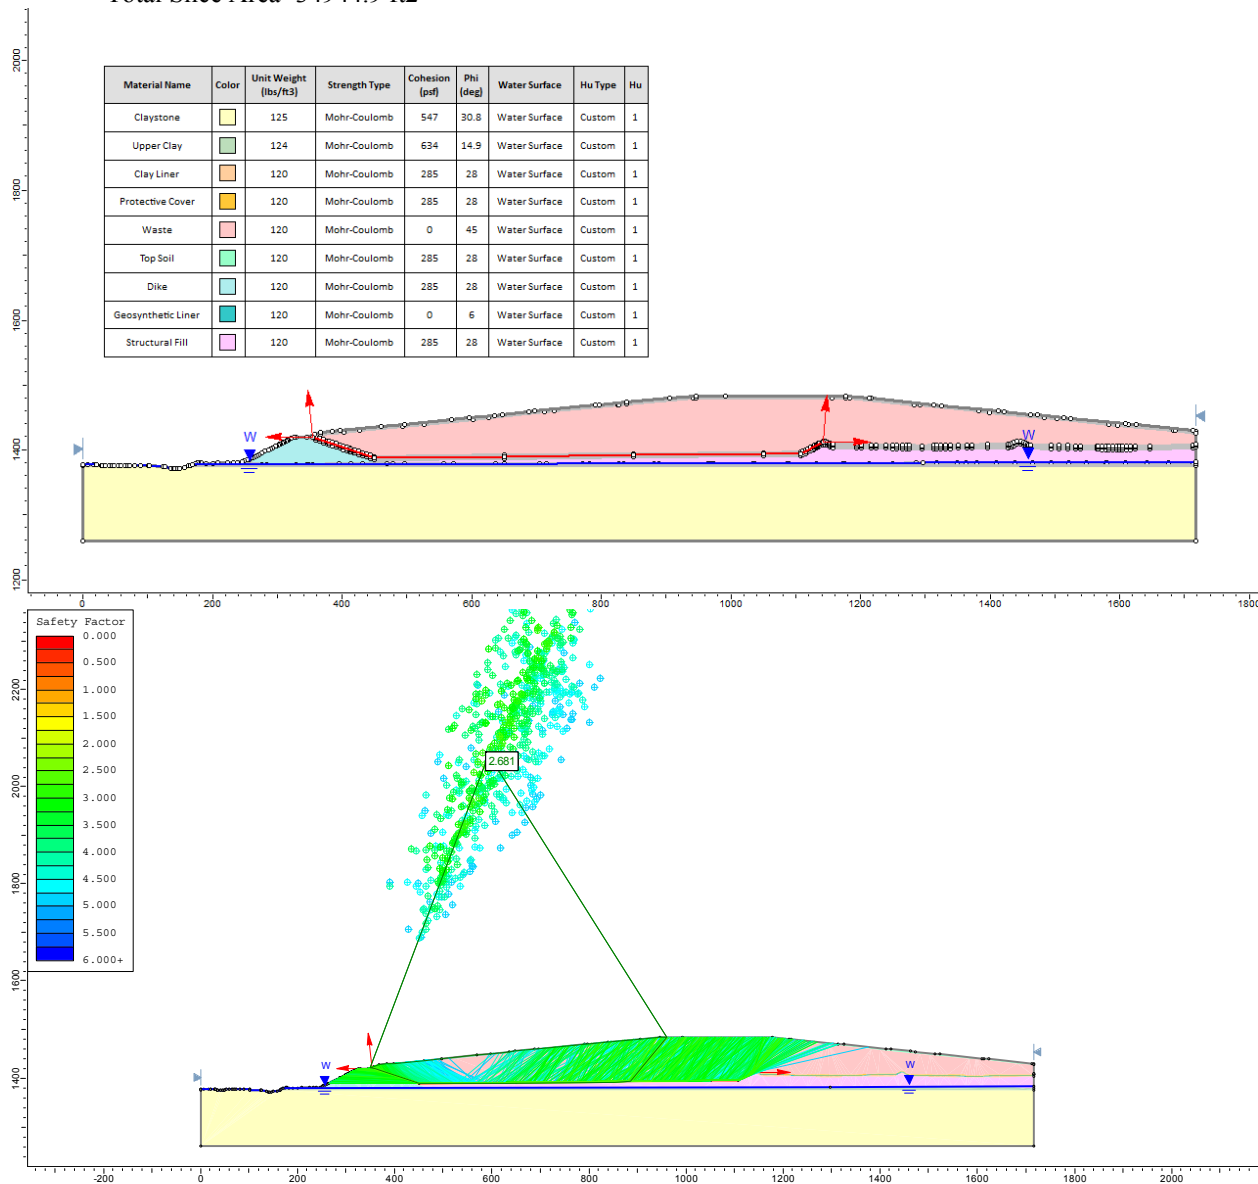 Total Slice Area=54944.9 ft2
2000
1800
1600
1400
1200
Material Name Color Unit Weight (lbs/ft3) Strength Type Cohesion (psf) Phi (deg) Water Surface Hu Type Hu
Claystone 125 Mohr-Coulomb 547 30.8 Water Surface Custom 1
Upper Clay 124 Mohr-Coulomb 634 14.9 Water Surface Custom 1
Clay Liner 120 Mohr-Coulomb 285 28 Water Surface Custom 1
Protective Cover 120 Mohr-Coulomb 285 28 Water Surface Custom 1
Waste 120 Mohr-Coulomb 0 45 Water Surface Custom 1
Top Soil 120 Mohr-Coulomb 285 28 Water Surface Custom 1
Dike 120 Mohr-Coulomb 285 28 Water Surface Custom 1
Geosynthetic Liner 120 Mohr-Coulomb 0 6 Water Surface Custom 1
Structural Fill 120 Mohr-Coulomb 285 28 Water Surface Custom 1
W W
0 200 400 600 800 1000 1200 1400 1600 1800
Safety Factor
0.000
0.500
1.000
1.500
2.000
2.500
3.000
3.500
4.000
4.500
5.000
5.500
6.000+
2200
2000
1800
1600
1400
2.681
W W
-200 0 200 400 600 800 1000 1200 1400 1600 1800 2000